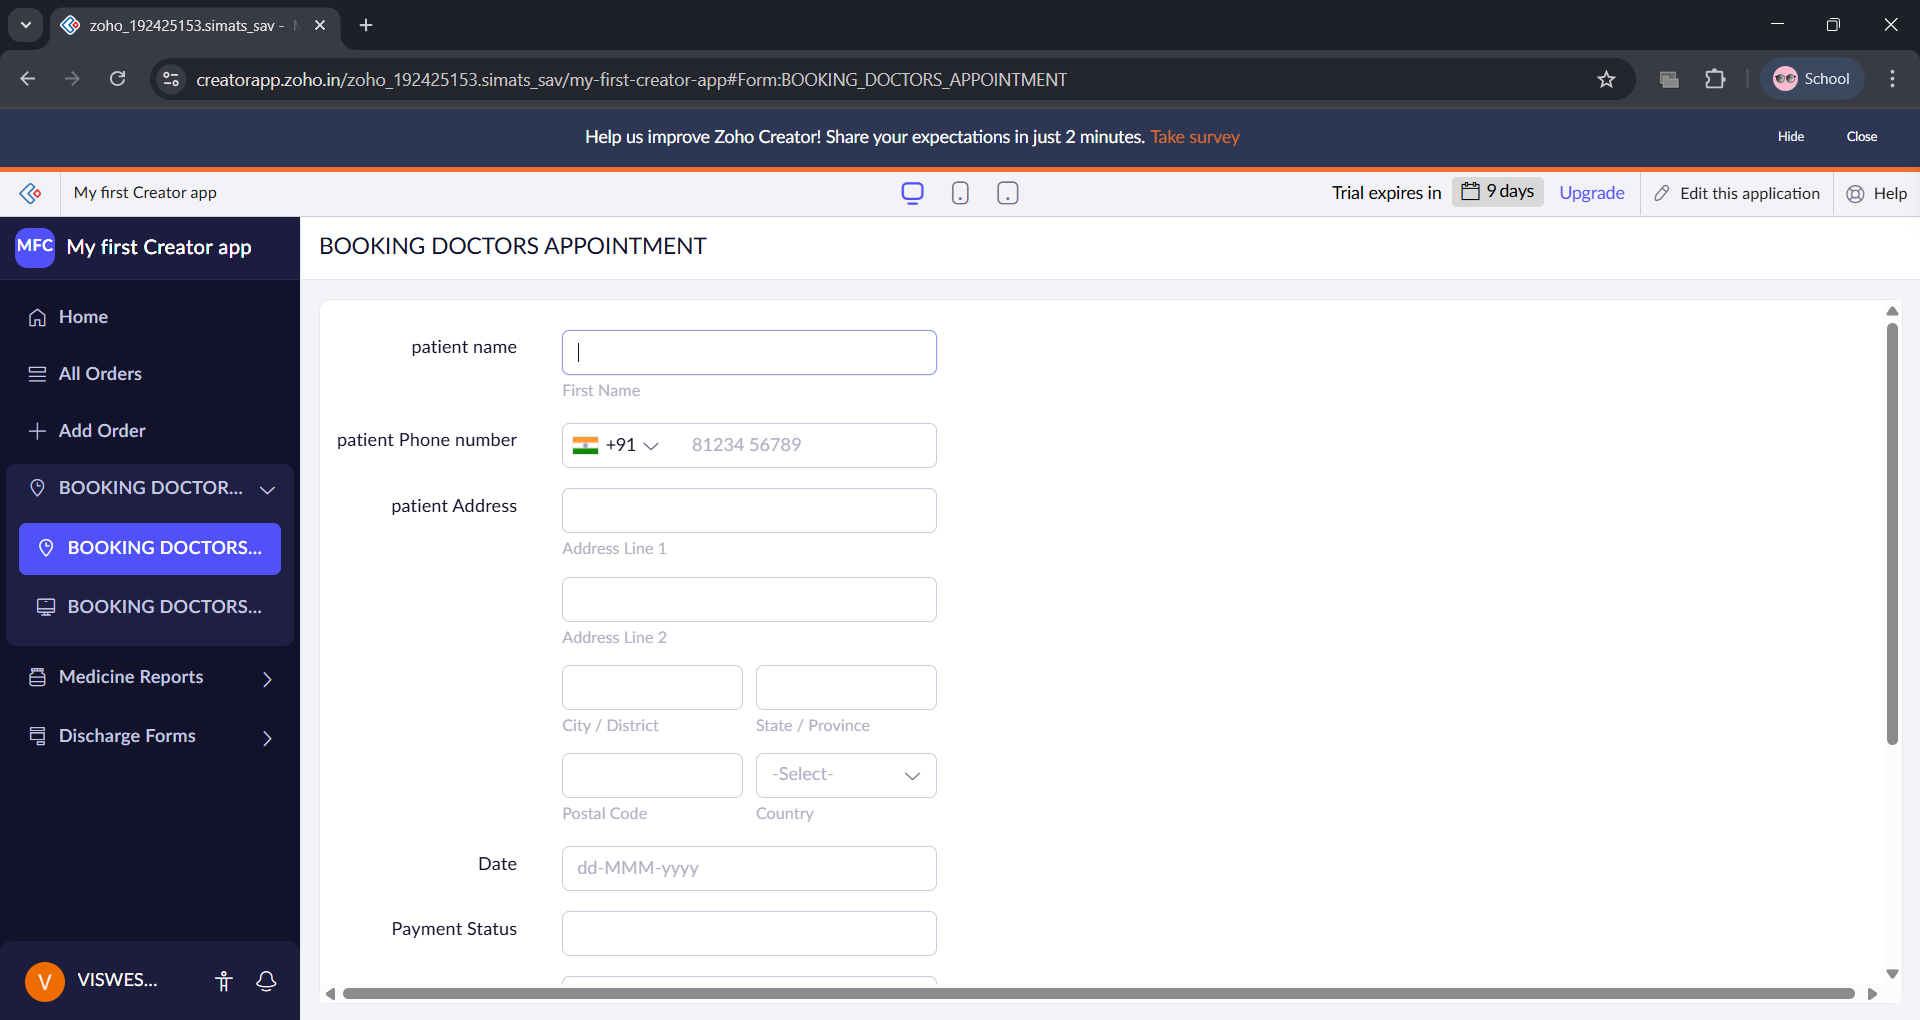 zoho_192425153.simats_sav -
creatorapp.zoho.in/zoho_192425153.simats_sav/my-first-creator-app#Form:BOOKING_DOCTORS_APPOINTMENT
School
Help us improve Zoho Creator! Share your expectations in just 2 minutes. Take survey
Hide
Close
My first Creator app
Trial expires in
9 days
Upgrade
Edit this application
Help
MFC My first Creator app
BOOKING DOCTORS APPOINTMENT
Home
All Orders
Add Order
BOOKING DOCTOR...
BOOKING DOCTORS...
BOOKING DOCTORS...
Medicine Reports
Discharge Forms
VISWES...
V
patient name
First Name
patient Phone number
+91
81234 56789
patient Address
Address Line 1
Address Line 2
City / District
State / Province
-Select-
Postal Code
Country
Date
dd-MMM-yyyy
Payment Status